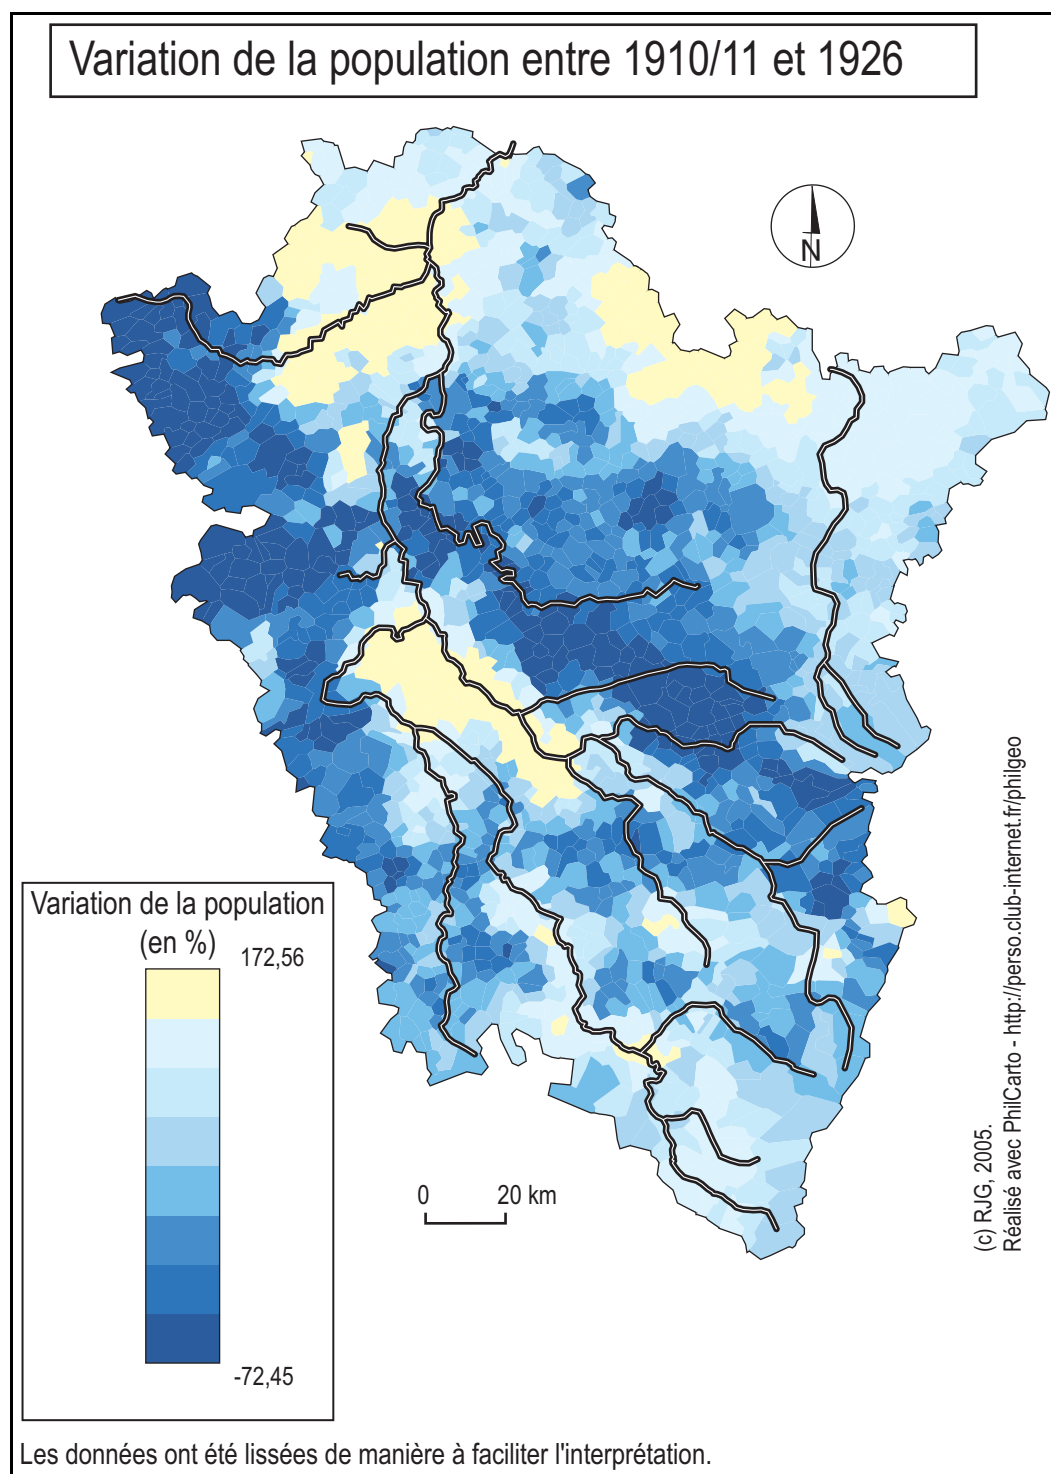 Variation de la population entre 1910/11 et 1926
N
Variation de la population
(en %)
172,56
-72,45
0 20 km
(c) RJG, 2005.
Réalisé avec PhilCarto - http://perso.club-internet.fr/philgeo
Les données ont été lissées de manière à faciliter l'interprétation.